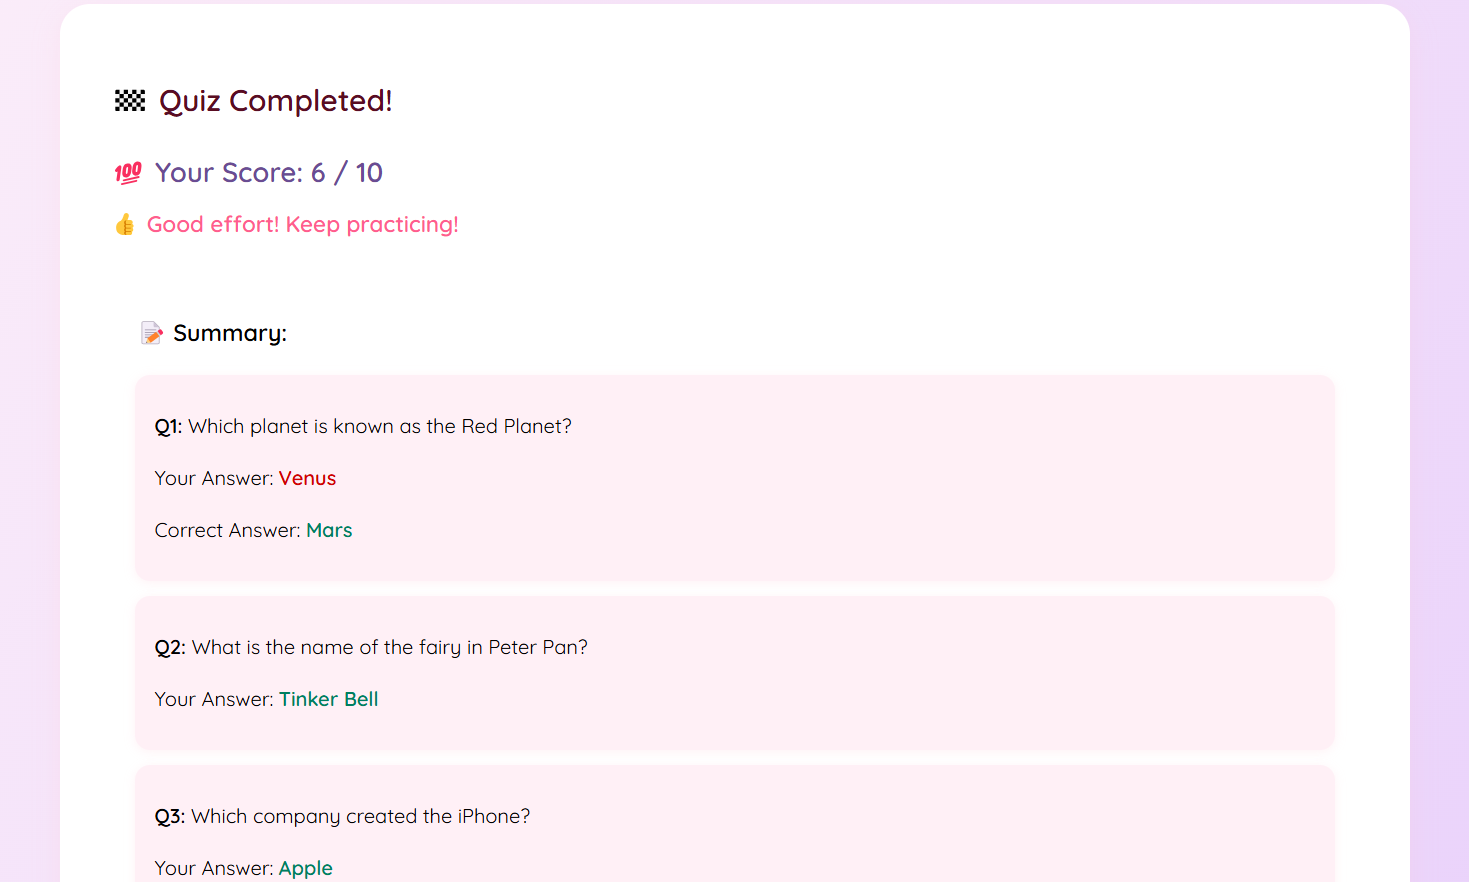 🏁 Quiz Completed!
💯 Your Score: 6 / 10
👍 Good effort! Keep practicing!
📝 Summary:
Q1: Which planet is known as the Red Planet?
Your Answer: Venus
Correct Answer: Mars
Q2: What is the name of the fairy in Peter Pan?
Your Answer: Tinker Bell
Q3: Which company created the iPhone?
Your Answer: Apple